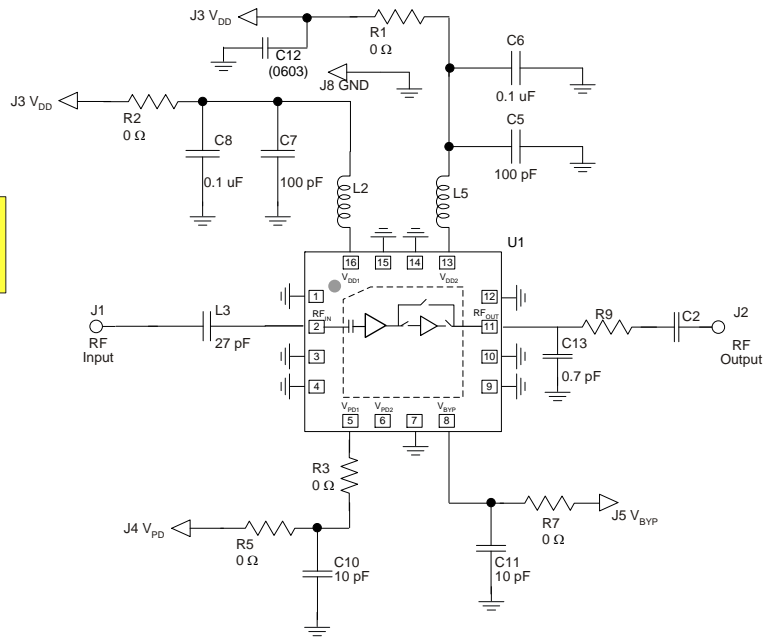 J3 VDD
R1
0 Ω
C12
(0603)
J8 GND
C6
0.1 uF
J3 VDD
R2
0 Ω
C8
0.1 uF
C7
100 pF
L2
L5
C5
100 pF
U1
16
15
14
13
VDD1
VDD2
1
12
J1
RF
Input
L3
27 pF
2
RFIN
RFOUT
11
R9
C2
J2
RF
Output
C13
0.7 pF
3
10
4
9
VPD1
VPD2
VBYP
5
6
7
8
R3
0 Ω
J4 VPD
R5
0 Ω
C10
10 pF
R7
0 Ω
J5 VBYP
C11
10 pF